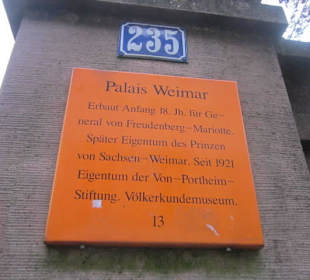 235
Palais Weimar
Erbaut Anfang 18. Jh. für Ge-
neral von Freudenberg-Mariotte.
Später Eigentum des Prinzen
von Sachsen-Weimar. Seit 1921
Eigentum der Von-Portheim-
Stiftung. Völkerkundemuseum.
13